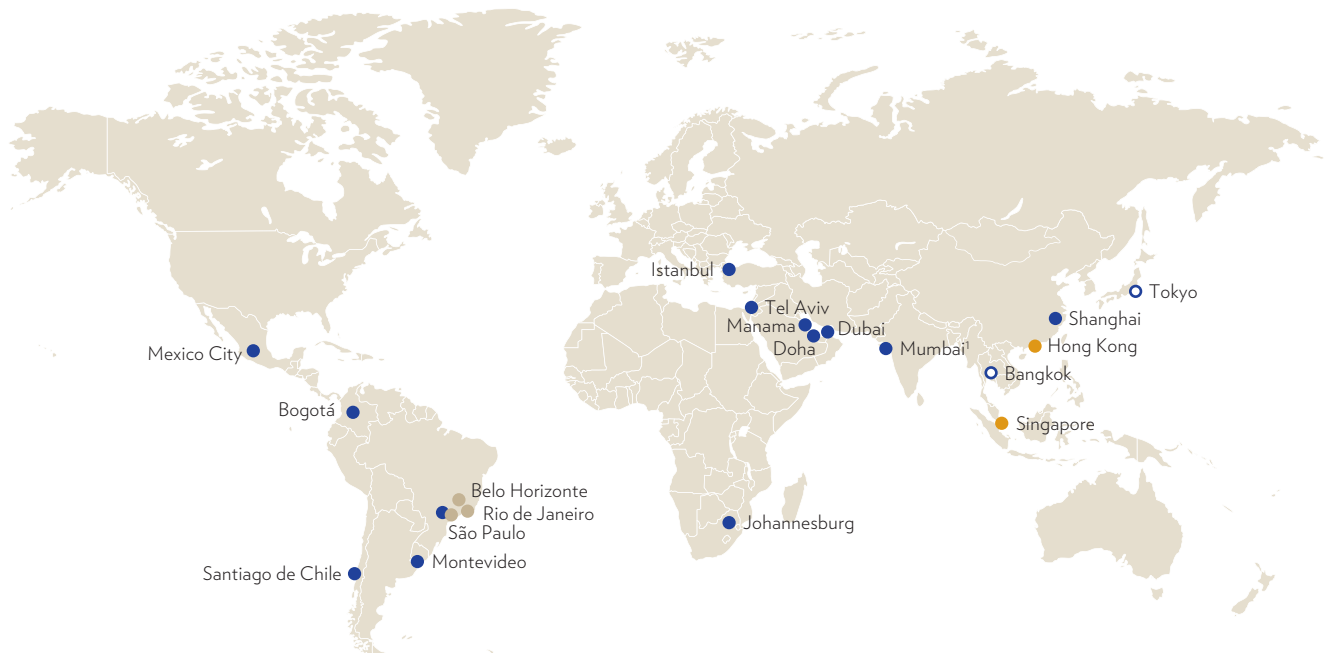 Istanbul
Tel Aviv
Tokyo
Manama
Dubai
Shanghai
Doha
Mumbai¹
Hong Kong
Mexico City
Bangkok
Bogotá
Singapore
Belo Horizonte
Rio de Janeiro
São Paulo
Johannesburg
Montevideo
Santiago de Chile